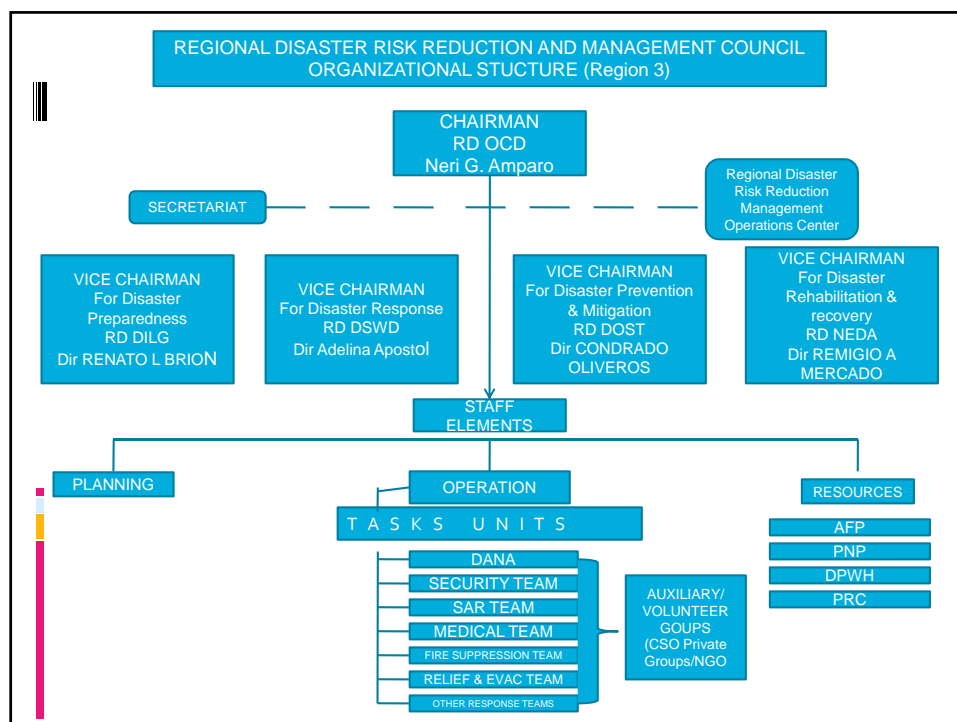 REGIONAL DISASTER RISK REDUCTION AND MANAGEMENT COUNCIL
ORGANIZATIONAL STUCTURE (Region 3)
CHAIRMAN
RD OCD
Neri G. Amparo
SECRETARIAT
Regional Disaster
Risk Reduction
Management
Operations Center
VICE CHAIRMAN
For Disaster
Preparedness
RD DILG
Dir RENATO L BRION
VICE CHAIRMAN
For Disaster Response
RD DSWD
Dir Adelina Apostol
VICE CHAIRMAN
For Disaster Prevention
& Mitigation
RD DOST
Dir CONDRADO
OLIVEROS
VICE CHAIRMAN
For Disaster
Rehabilitation &
recovery
RD NEDA
Dir REMIGIO A
MERCADO
STAFF
ELEMENTS
PLANNING
OPERATION
RESOURCES
TASKS UNITS
DANA
SECURITY TEAM
SAR TEAM
MEDICAL TEAM
FIRE SUPPRESSION TEAM
RELIEF & EVAC TEAM
OTHER RESPONSE TEAMS
AUXILIARY/
VOLUNTEER
GOUPS
(CSO Private
Groups/NGO
AFP
PNP
DPWH
PRC